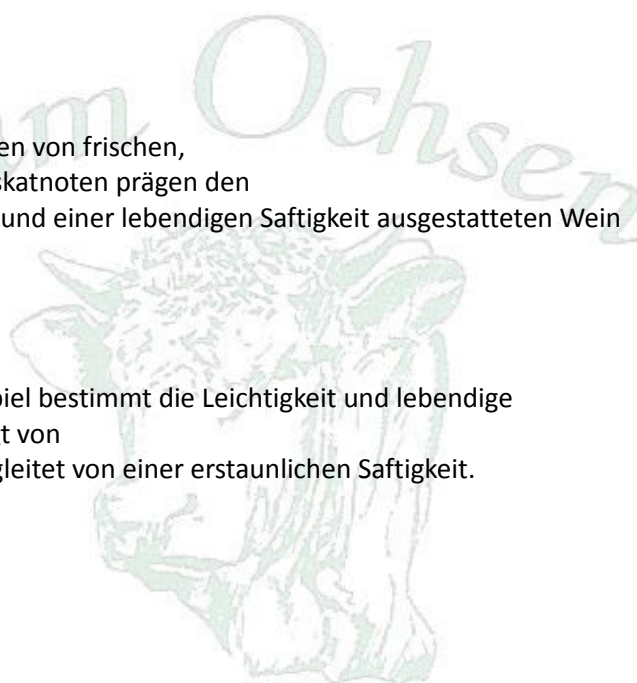 m Ochsen
en von frischen,
skatnoten prägen den
und einer lebendigen Saftigkeit ausgestatteten Wein
piel bestimmt die Leichtigkeit und lebendige
t von
gleitet von einer erstaunlichen Saftigkeit.